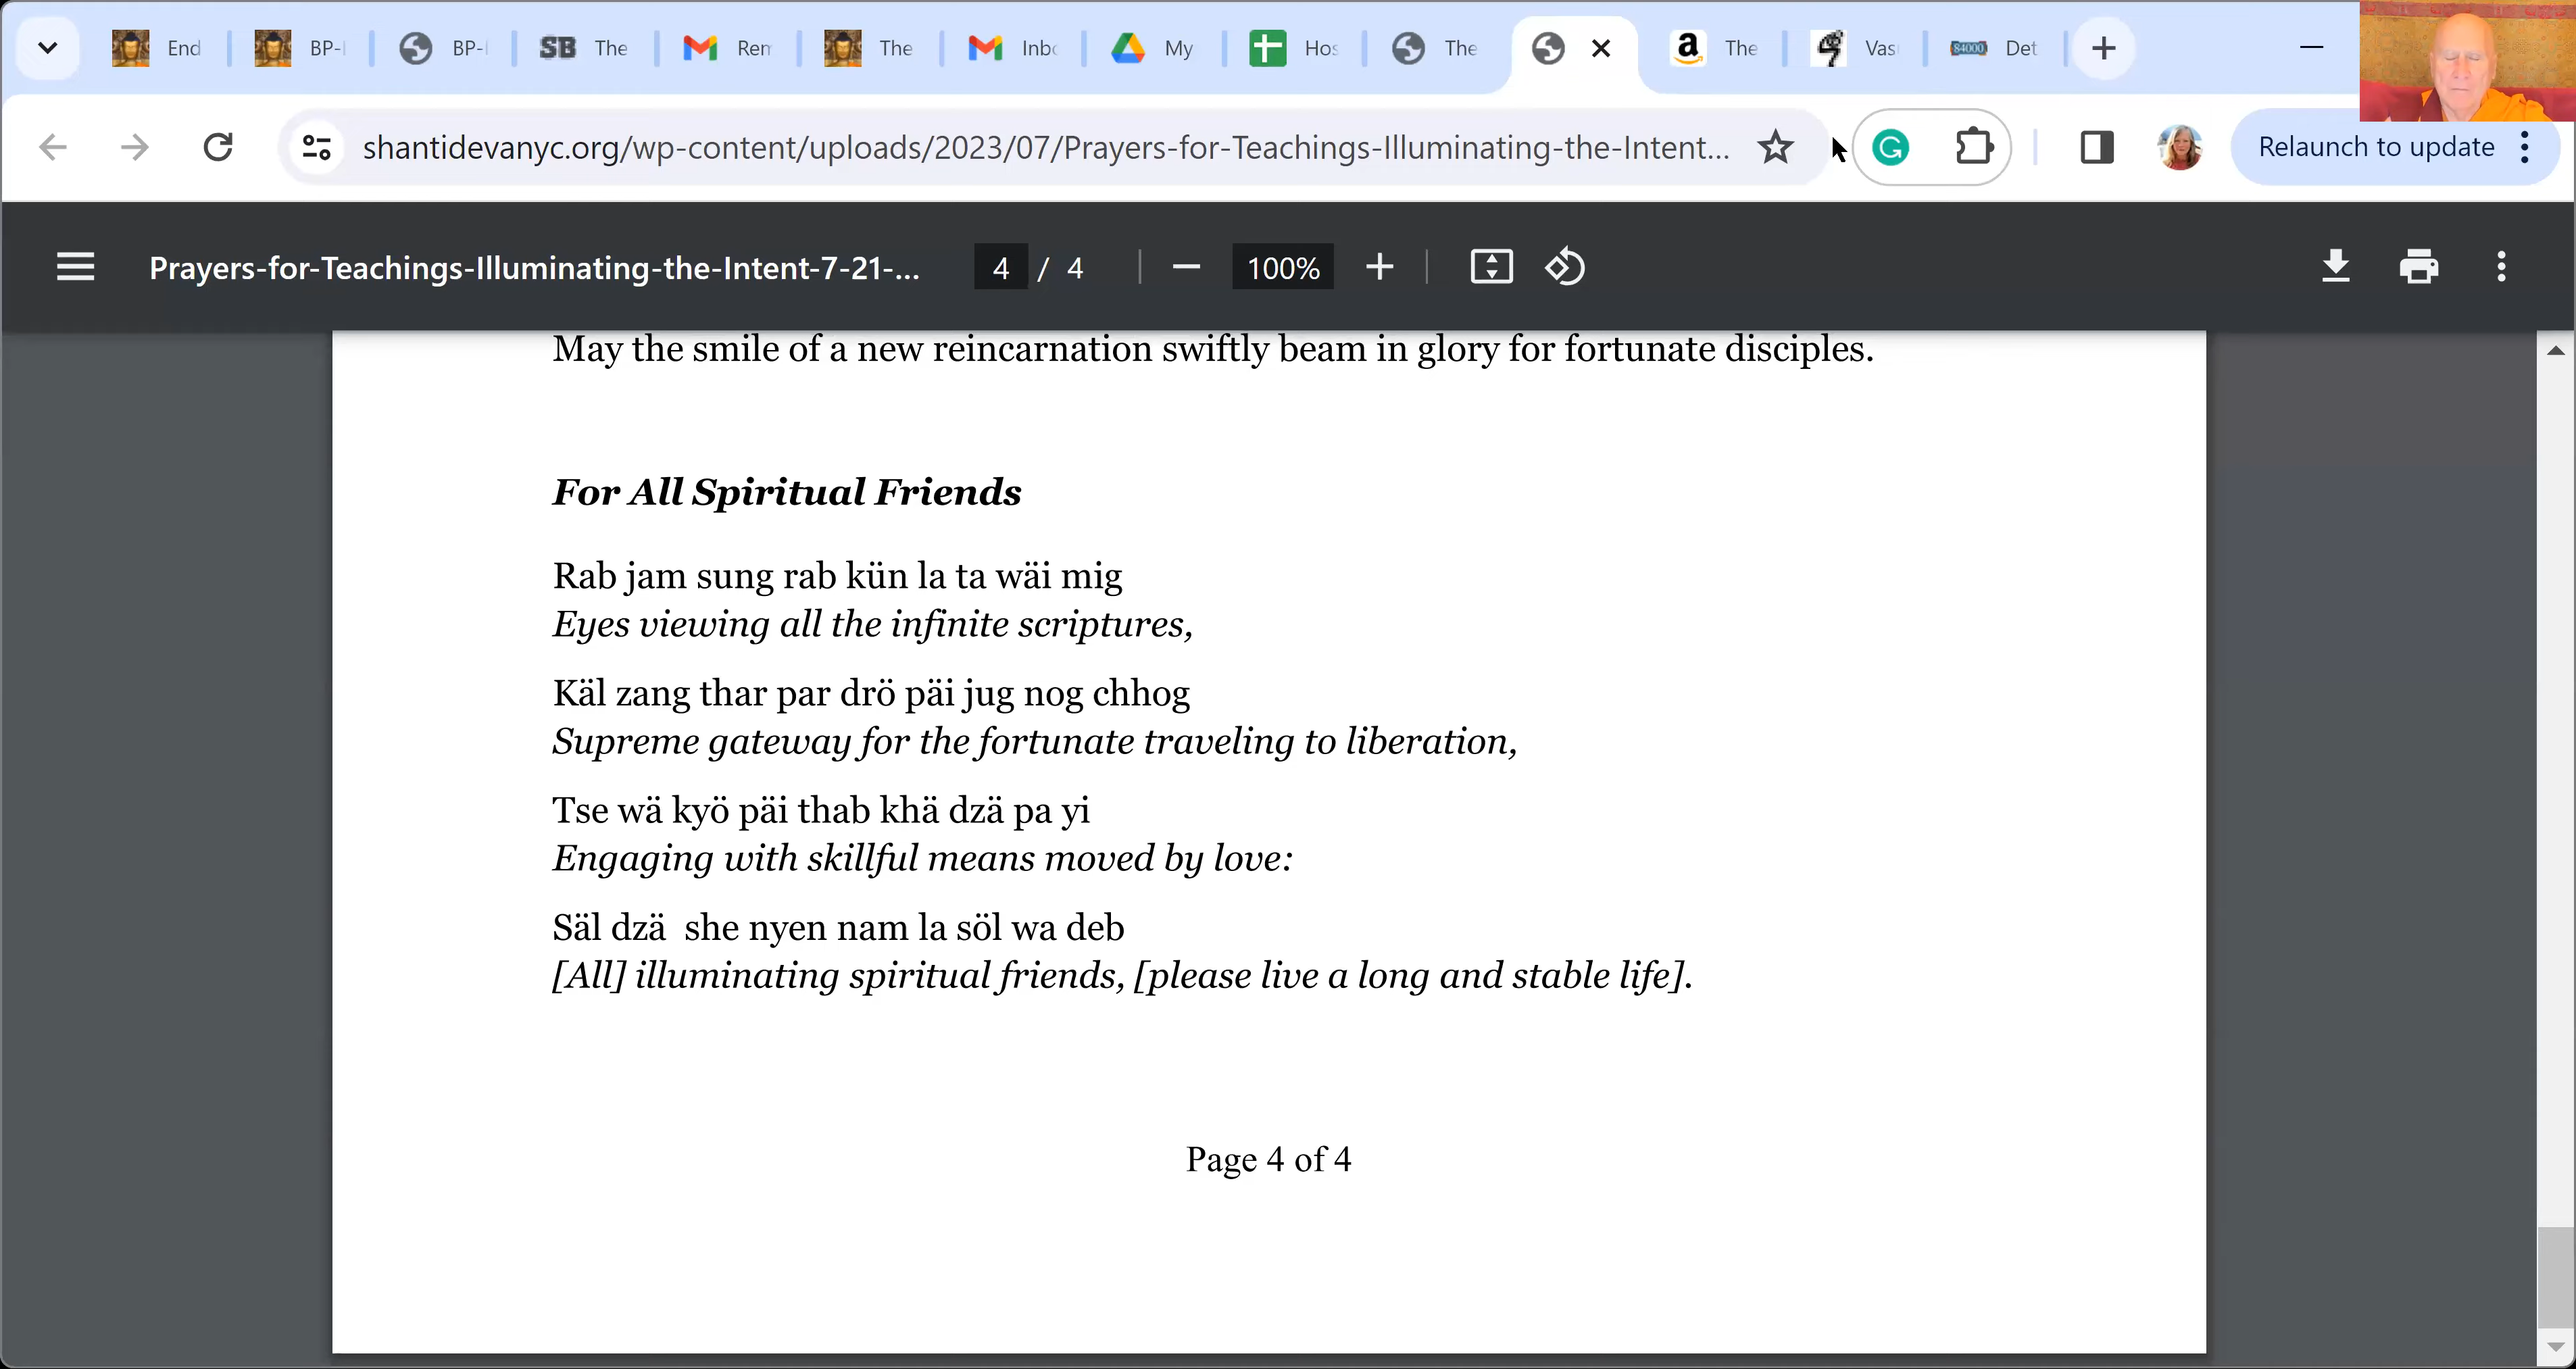 End
BP-
BP-
SB The
Ren
The
Inbo
My
Hos
The
The
Vas
84000 Det
shantidevanyc.org/wp-content/uploads/2023/07/Prayers-for-Teachings-Illuminating-the-Intent...
Relaunch to update
Prayers-for-Teachings-Illuminating-the-Intent-7-21-...
4 / 4
100%
May the smile of a new reincarnation swiftly beam in glory for fortunate disciples.
For All Spiritual Friends
Rab jam sung rab kün la ta wäi mig
Eyes viewing all the infinite scriptures,
Käl zang thar par drö päi jug nog chhog
Supreme gateway for the fortunate traveling to liberation,
Tse wä kyö päi thab khä dzä pa yi
Engaging with skillful means moved by love:
Säl dzä she nyen nam la söl wa deb
[All] illuminating spiritual friends, [please live a long and stable life].
Page 4 of 4